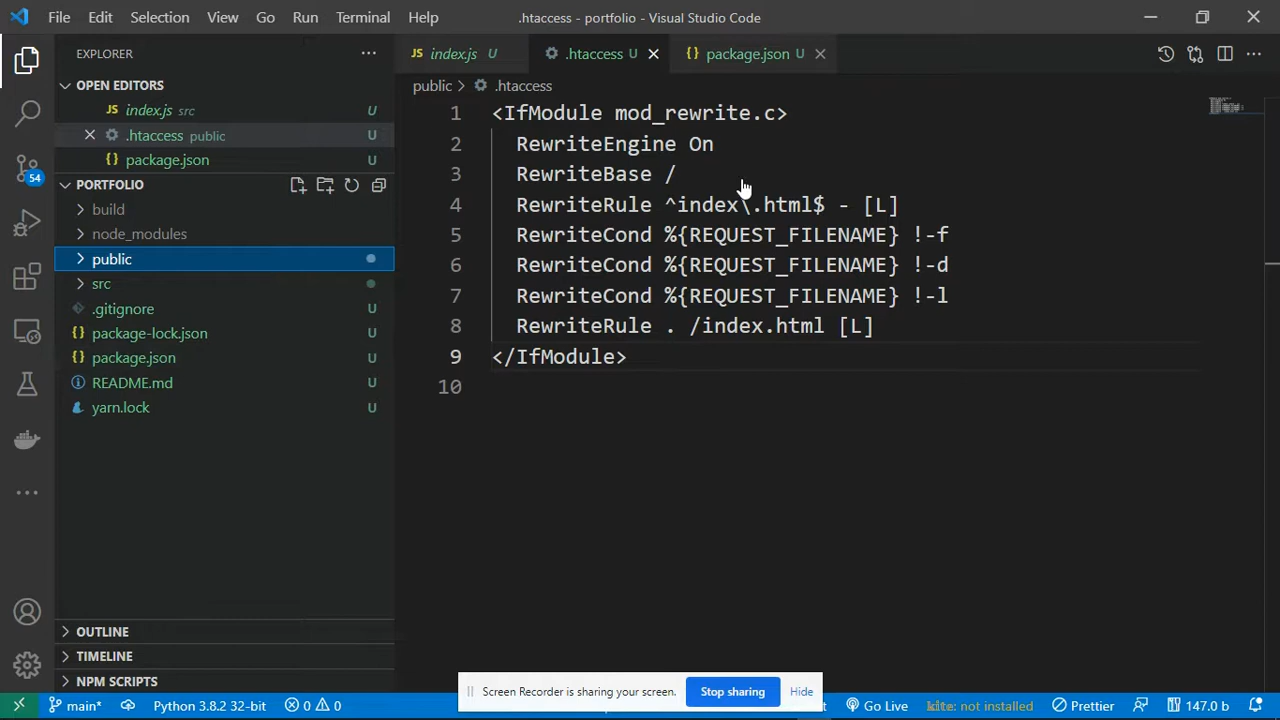 File Edit Selection View Go Run Terminal Help .htaccess - portfolio - Visual Studio Code
EXPLORER
index.js U
.htaccess U
package.json U
OPEN EDITORS
public > .htaccess
index.js src U
.htaccess public U
package.json U
PORTFOLIO
build
node_modules
public
src
.gitignore U
package-lock.json U
package.json U
README.md U
yarn.lock U
54
1 <IfModule mod_rewrite.c>
2 RewriteEngine On
3 RewriteBase /
4 RewriteRule ^index\.html$ - [L]
5 RewriteCond %{REQUEST_FILENAME} !-f
6 RewriteCond %{REQUEST_FILENAME} !-d
7 RewriteCond %{REQUEST_FILENAME} !-l
8 RewriteRule . /index.html [L]
9 </IfModule>
10
OUTLINE
TIMELINE
NPM SCRIPTS
Screen Recorder is sharing your screen. Stop sharing Hide
main* Python 3.8.2 32-bit 0 0 Go Live kite: not installed Prettier 147.0 b